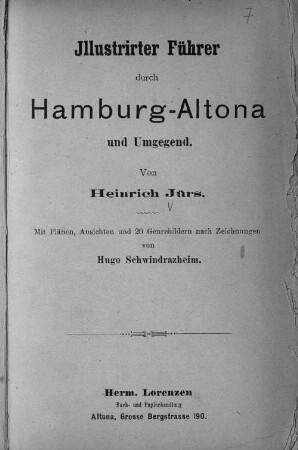 7
Jllustrirter Führer
durch
Hamburg-Altona
und Umgegend.
Von
Heinrich Jürs.
Mit Plänen, Ansichten und 20 Genrebildern nach Zeichnungen
von
Hugo Schwindrazheim.
Herm. Lorenzen
Buch- und Papierhandlung
Altona, Grosse Bergstrasse 190.